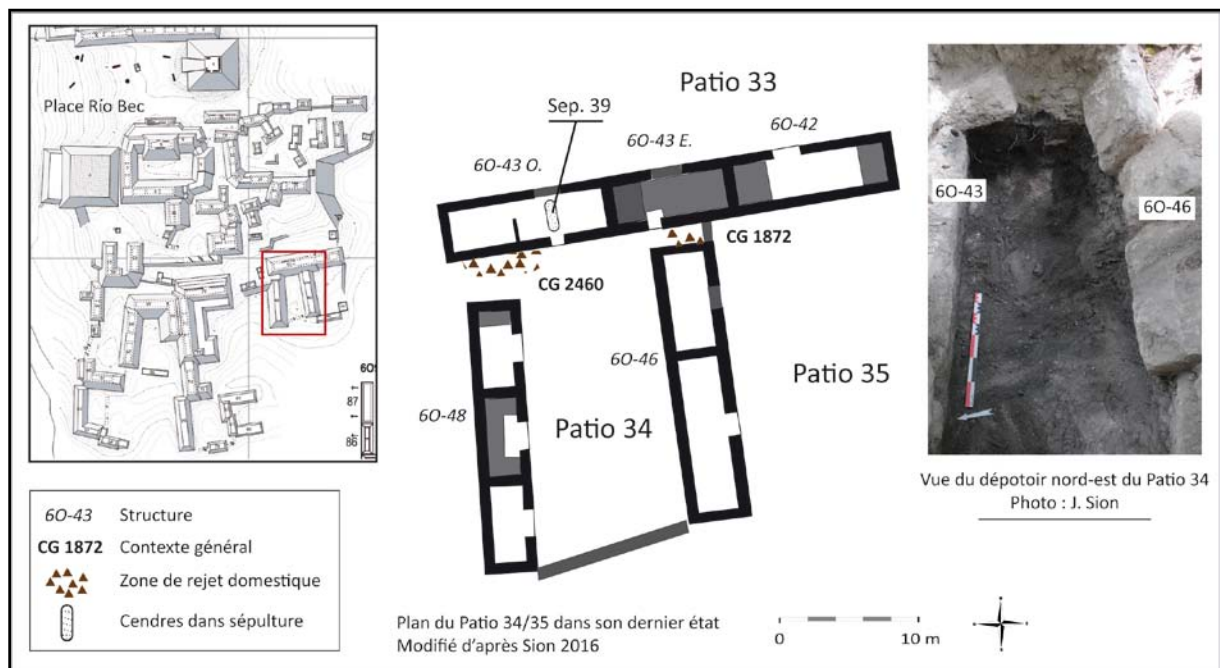 Place Río Bec
60
87
86
Patio 33
Sep. 39
6O-43 O.
6O-43 E.
6O-42
CG 1872
CG 2460
6O-46
Patio 35
6O-48
Patio 34
6O-43
6O-46
Vue du dépotoir nord-est du Patio 34
Photo : J. Sion
6O-43 Structure
CG 1872 Contexte général
Zone de rejet domestique
Cendres dans sépulture
Plan du Patio 34/35 dans son dernier état
Modifié d'après Sion 2016
0 10 m